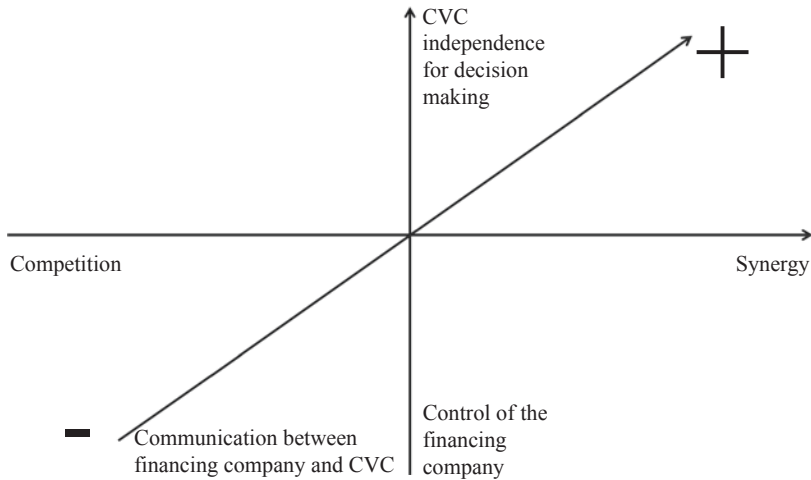 CVC
independence
for decision
making
+
Competition
Synergy
-
Communication between
financing company and CVC
Control of the
financing
company